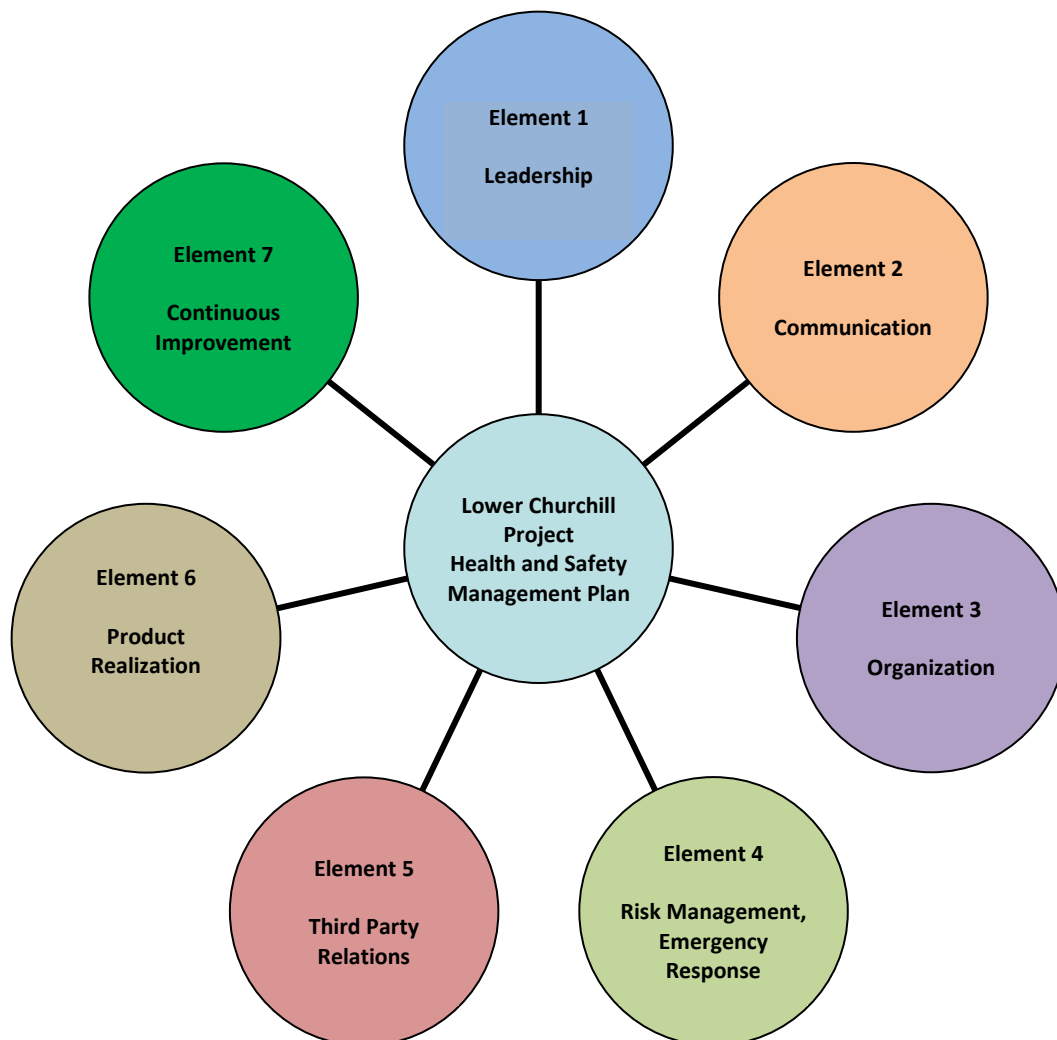 Element 1
Leadership
Element 2
Communication
Element 3
Organization
Element 4
Risk Management,
Emergency
Response
Element 5
Third Party
Relations
Element 6
Product
Realization
Element 7
Continuous
Improvement
Lower Churchill
Project
Health and Safety
Management Plan